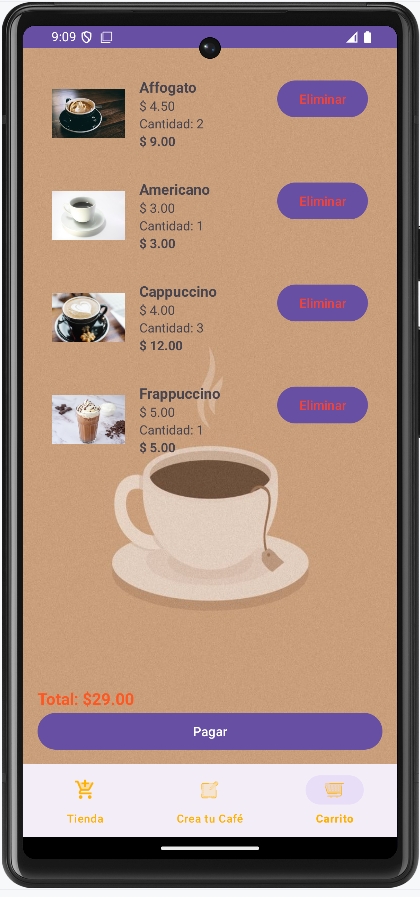 9:09
Affogato
$ 4.50
Cantidad: 2
$ 9.00
Eliminar
Americano
$ 3.00
Cantidad: 1
$ 3.00
Eliminar
Cappuccino
$ 4.00
Cantidad: 3
$ 12.00
Eliminar
Frappuccino
$ 5.00
Cantidad: 1
$ 5.00
Eliminar
Total: $29.00
Pagar
Tienda
Crea tu Café
Carrito